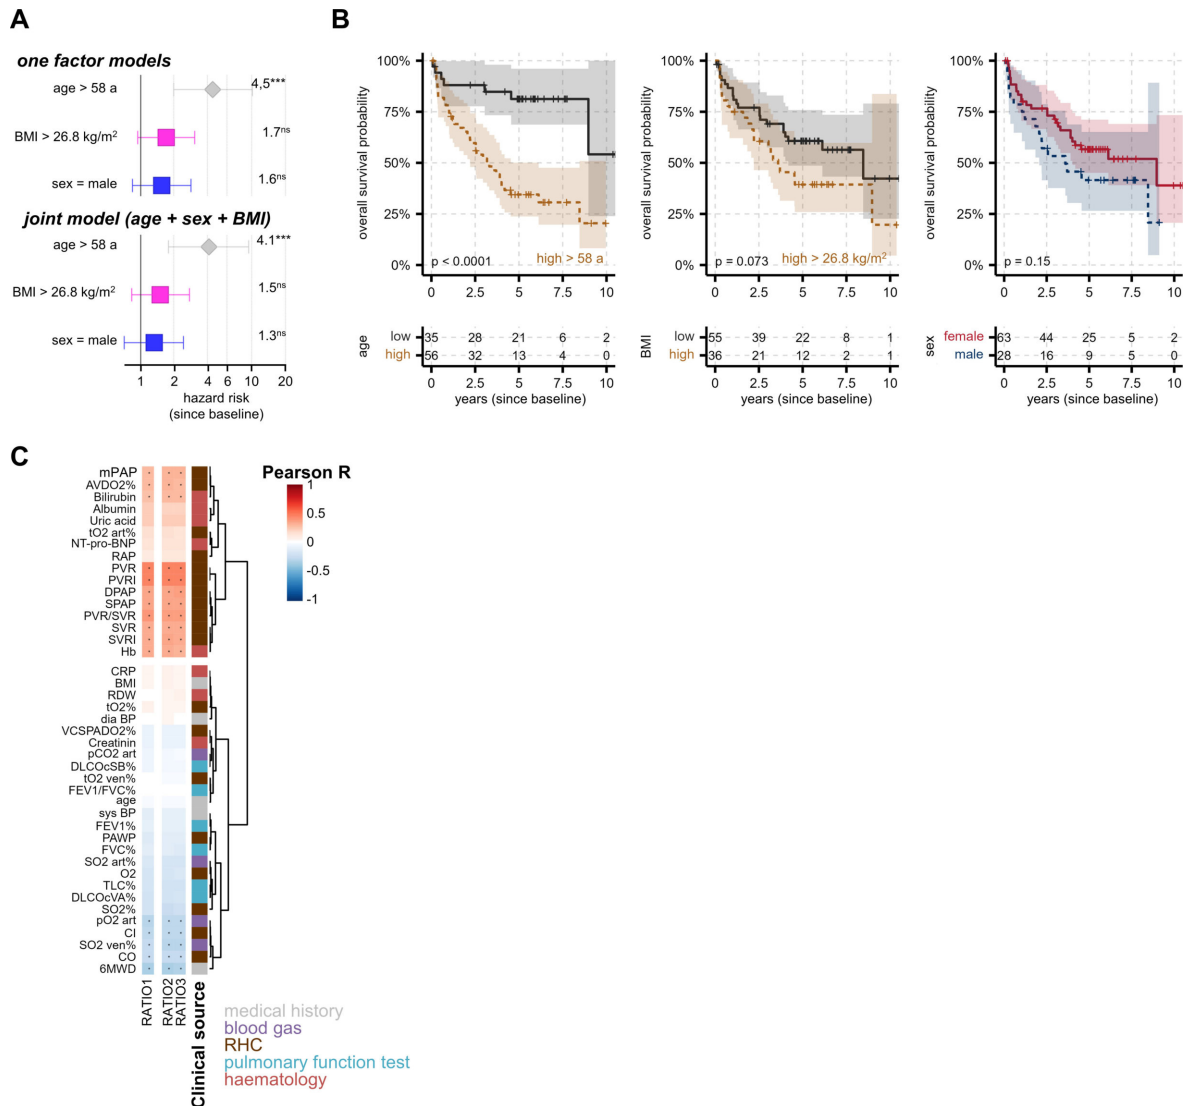 A
one factor models
age > 58 a
4,5***
BMI > 26.8 kg/m²
1.7ns
sex = male
1.6ns
joint model (age + sex + BMI)
age > 58 a
4.1***
BMI > 26.8 kg/m²
1.5ns
sex = male
1.3ns
1 2 4 6 10 20
hazard risk
(since baseline)
B
overall survival probability
100%
75%
50%
25%
0%
p < 0.0001
high > 58 a
0 2.5 5 7.5 10
age
low 35 28 21 6 2
high 56 32 13 4 0
0 2.5 5 7.5 10
years (since baseline)
overall survival probability
100%
75%
50%
25%
0%
p = 0.073
high > 26.8 kg/m²
0 2.5 5 7.5 10
BMI
low 55 39 22 8 1
high 36 21 12 2 1
0 2.5 5 7.5 10
years (since baseline)
overall survival probability
100%
75%
50%
25%
0%
p = 0.15
0 2.5 5 7.5 10
sex
female 63 44 25 5 2
male 28 16 9 5 0
0 2.5 5 7.5 10
years (since baseline)
C
mPAP
AVDO2%
Bilirubin
Albumin
Uric acid
tO2 art%
NT-pro-BNP
RAP
PVR
PVRI
DPAP
SPAP
PVR/SVR
SVR
SVRI
Hb
CRP
BMI
RDW
tO2%
dia BP
VCSPADO2%
Creatinin
pCO2 art
DLCOcSB%
tO2 ven%
FEV1/FVC%
age
sys BP
FEV1%
PAWP
FVC%
SO2 art%
O2
TLC%
DLCOcVA%
SO2%
pO2 art
CI
SO2 ven%
CO
6MWD
RATIO1
RATIO2
RATIO3
Clinical source
Pearson R
1
0.5
0
-0.5
-1
medical history
blood gas
RHC
pulmonary function test
haematology